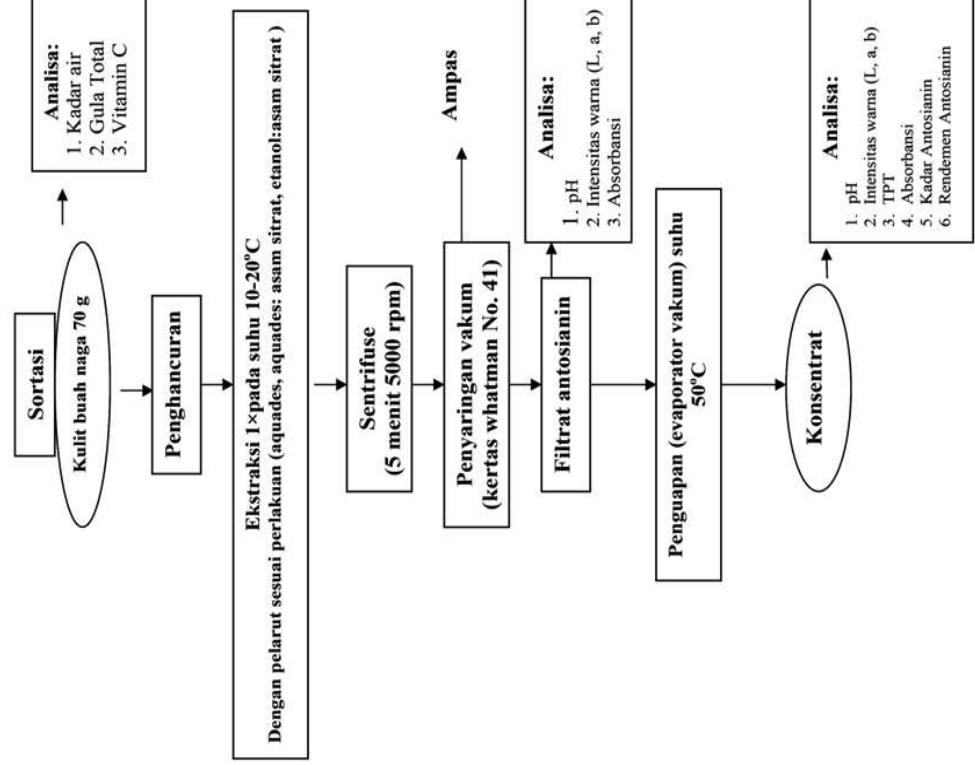 Sortasi
Kulit buah naga 70 g
Analisa:
1. Kadar air
2. Gula Total
3. Vitamin C
Penghancuran
Ekstraksi 1×pada suhu 10-20°C
Dengan pelarut sesuai perlakuan (aquades, aquades: asam sitrat, etanol:asam sitrat )
Sentrifuse
(5 menit 5000 rpm)
Penyaringan vakum
(kertas whatman No. 41)
Ampas
Filtrat antosianin
Analisa:
1. pH
2. Intensitas warna (L, a, b)
3. Absorbansi
Penguapan (evaporator vakum) suhu
50°C
Konsentrat
Analisa:
1. pH
2. Intensitas warna (L, a, b)
3. TPT
4. Absorbansi
5. Kadar Antosianin
6. Rendemen Antosianin